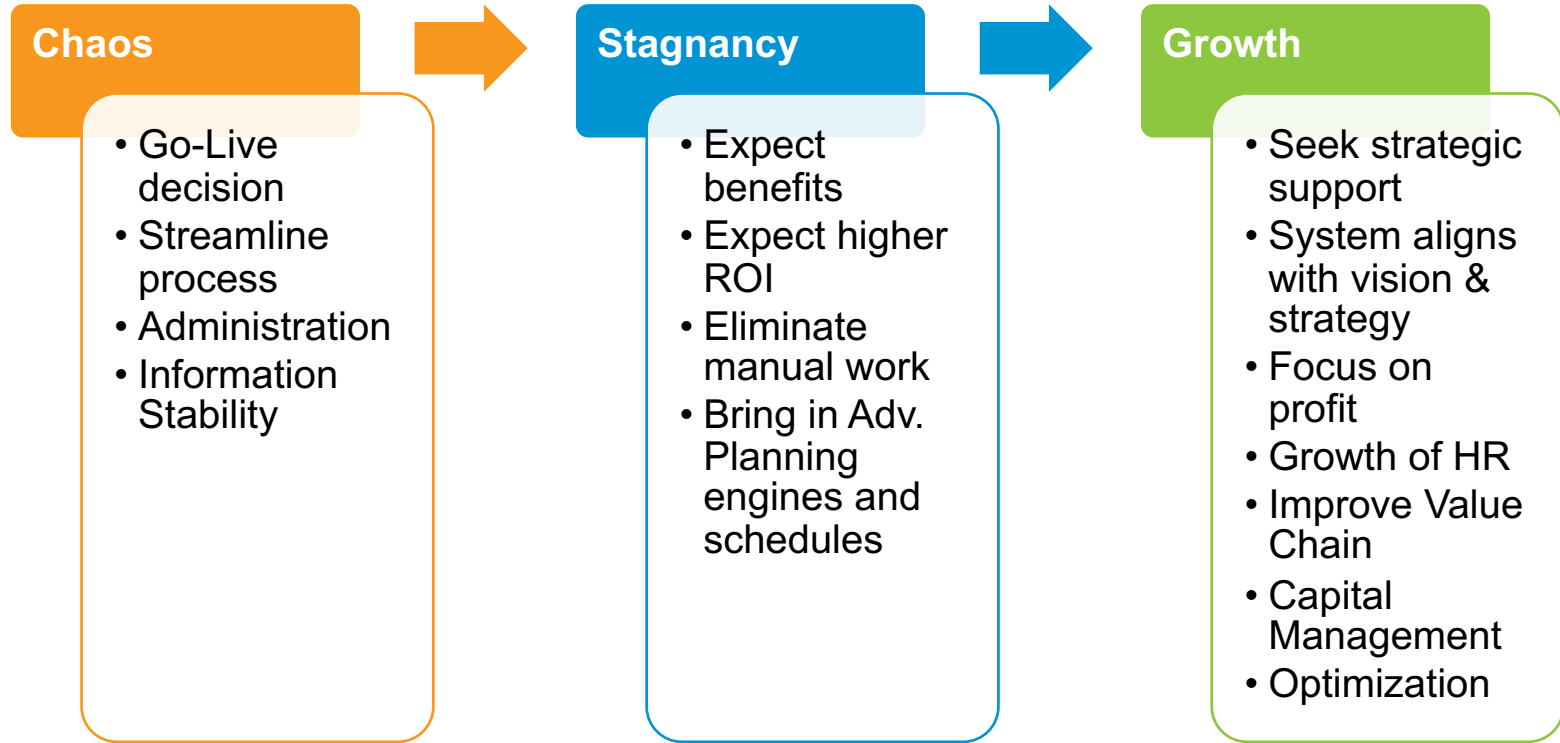 Chaos
• Go-Live
decision
• Streamline
process
• Administration
• Information
Stability
Stagnancy
• Expect
benefits
• Expect higher
ROI
• Eliminate
manual work
• Bring in Adv.
Planning
engines and
schedules
Growth
• Seek strategic
support
• System aligns
with vision &
strategy
• Focus on
profit
• Growth of HR
• Improve Value
Chain
• Capital
Management
• Optimization